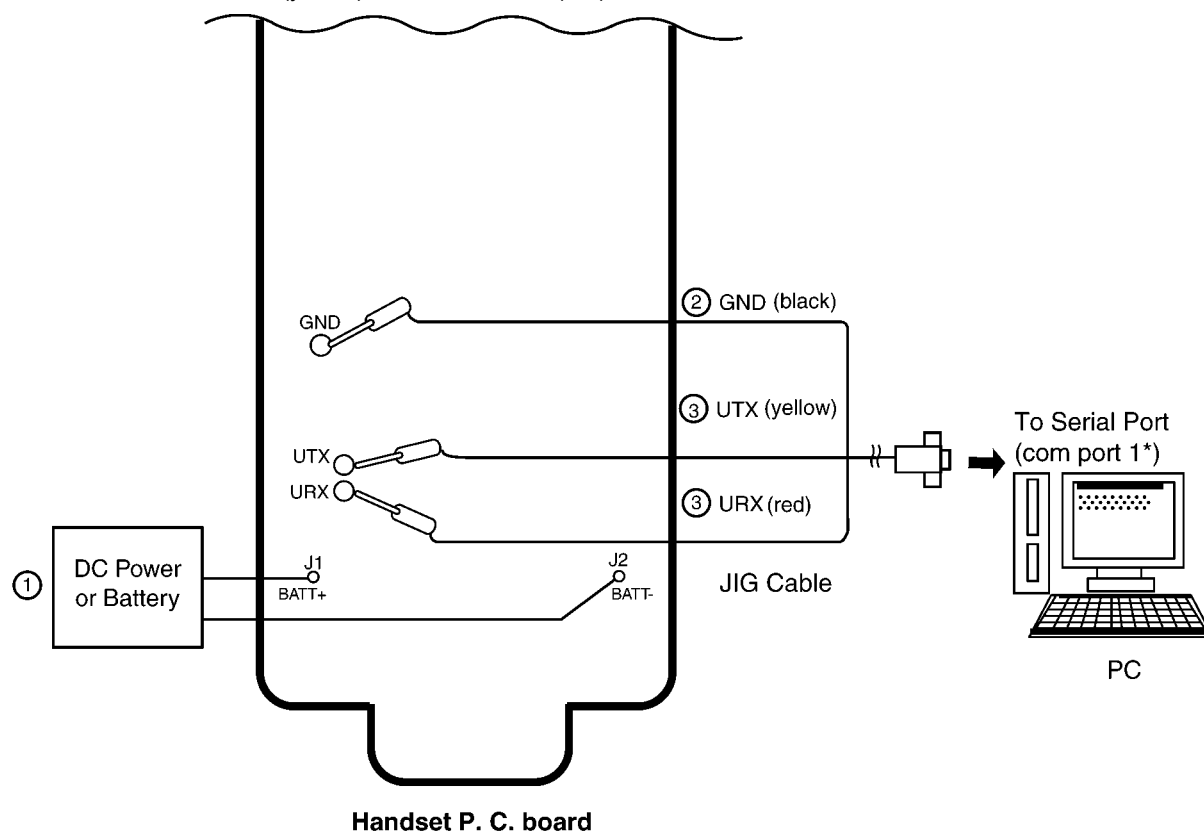 GND
② GND (black)
③ UTX (yellow)
UTX
URX
③ URX (red)
To Serial Port
(com port 1*)
① DC Power
or Battery
J1
BATT+
J2
BATT-
JIG Cable
PC
Handset P. C. board